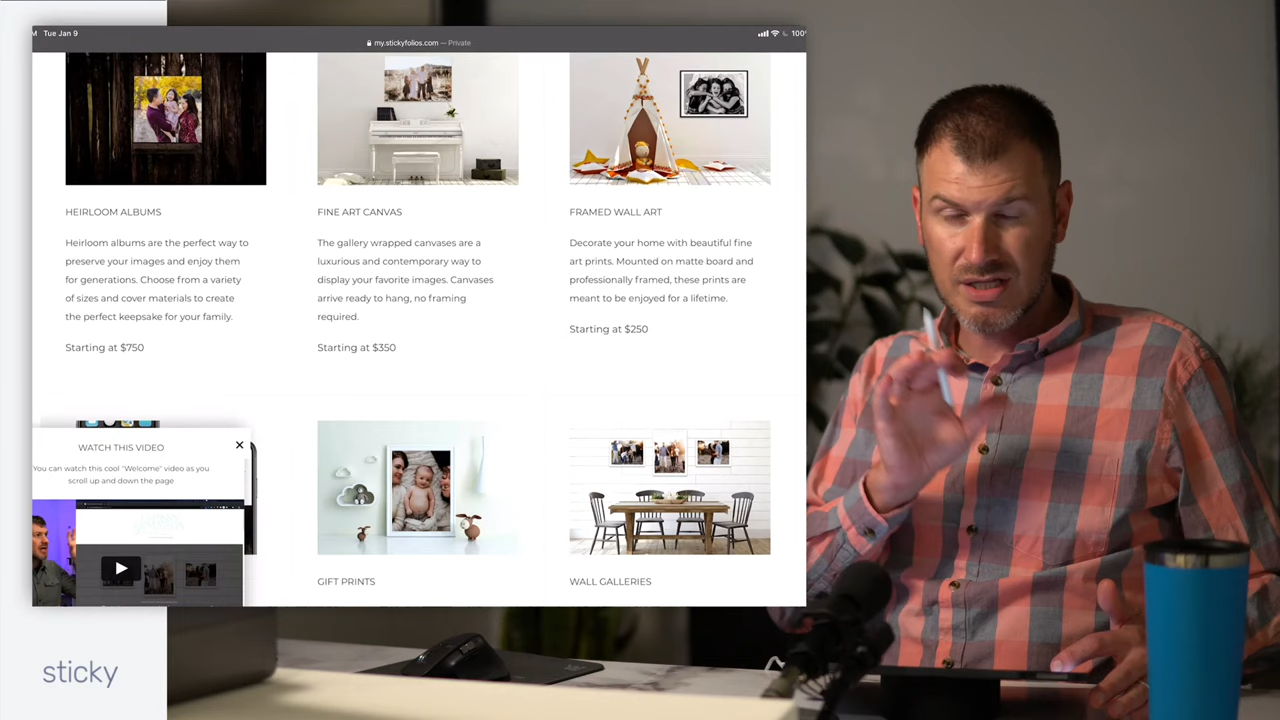 M Tue Jan 9
my.stickyfolios.com — Private
100%
HEIRLOOM ALBUMS
Heirloom albums are the perfect way to
preserve your images and enjoy them
for generations. Choose from a variety
of sizes and cover materials to create
the perfect keepsake for your family.
Starting at $750
FINE ART CANVAS
The gallery wrapped canvases are a
luxurious and contemporary way to
display your favorite images. Canvases
arrive ready to hang, no framing
required.
Starting at $350
FRAMED WALL ART
Decorate your home with beautiful fine
art prints. Mounted on matte board and
professionally framed, these prints are
meant to be enjoyed for a lifetime.
Starting at $250
WATCH THIS VIDEO
You can watch this cool "Welcome" video as you
scroll up and down the page
GIFT PRINTS
WALL GALLERIES
sticky